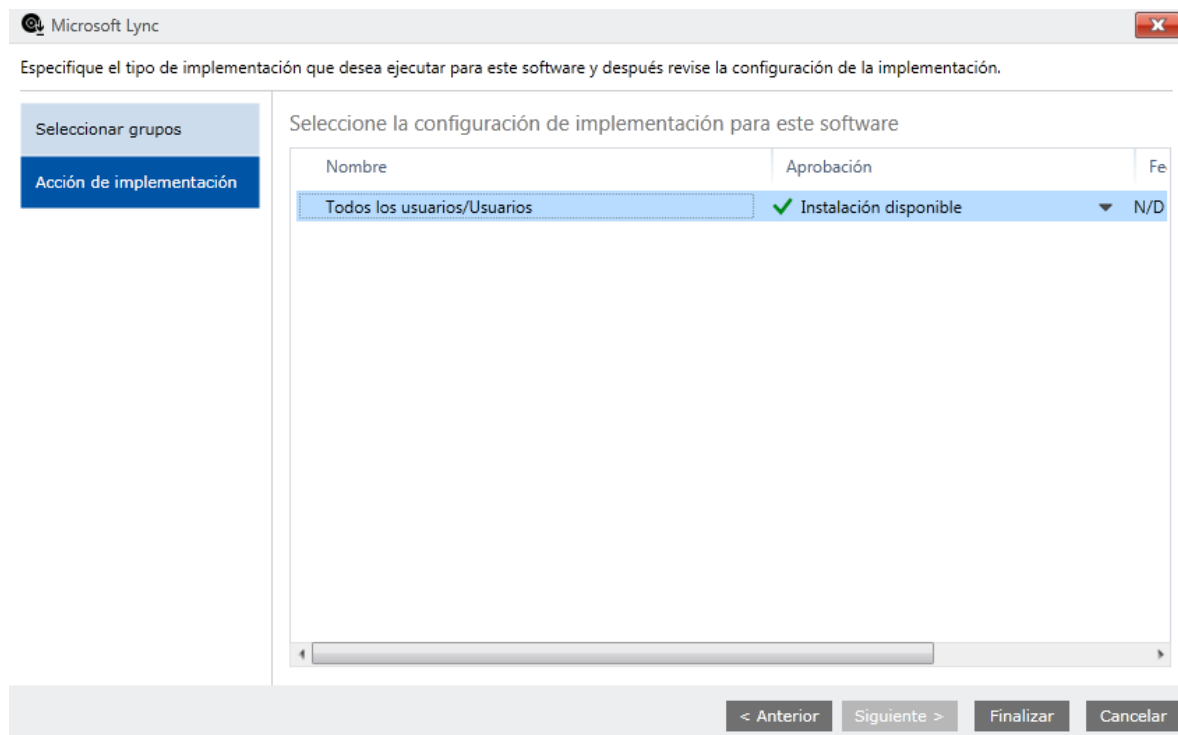 Microsoft Lync
Especifique el tipo de implementación que desea ejecutar para este software y después revise la configuración de la implementación.
Seleccionar grupos
Acción de implementación
Seleccione la configuración de implementación para este software
Nombre Aprobación Fe
Todos los usuarios/Usuarios Instalación disponible N/D
< Anterior Siguiente > Finalizar Cancelar